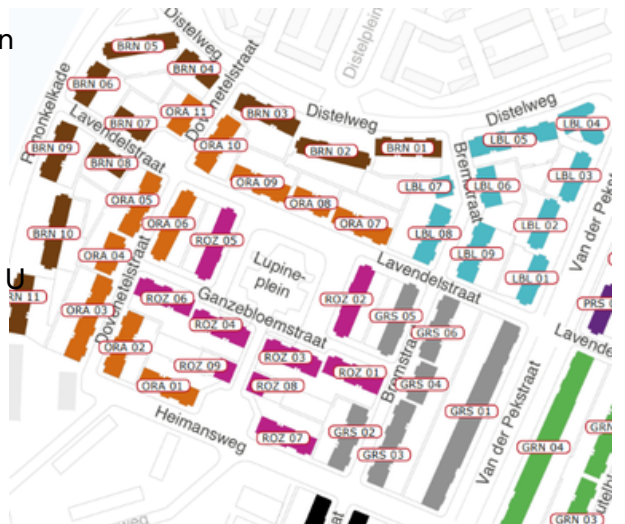 n
Distelweg
BRN 05
BRN 04
Distelplein
BRN 06
Dovenetelstraat
ORA 11
BRN 03
Distelweg
Distelweg
LBL 04
Lavendelstraat
BRN 07
LBL 05
BRN 09
BRN 08
ORA 10
BRN 02
BRN 01
Bremstraat
LBL 03
ORA 09
LBL 07
LBL 06
ORA 05
ORA 08
ORA 06
ORA 07
LBL 02
BRN 10
ROZ 05
LBL 08
ORA 04
Lupine-
plein
LBL 09
Lavendelstraat
LBL 01
U
Dovenetelstraat
ROZ 06
Ganzebloemstraat
ROZ 02
RN 11
PRS
ORA 03
ROZ 04
GRS 05
GRS 06
Lavende
ORA 02
ROZ 03
ROZ 09
ROZ 01
ORA 01
ROZ 08
GRS 04
Heimansweg
GRS 01
Van der Pekstraat
ROZ 07
GRS 02
GRS 03
GRN 04
GRN
GRN 03